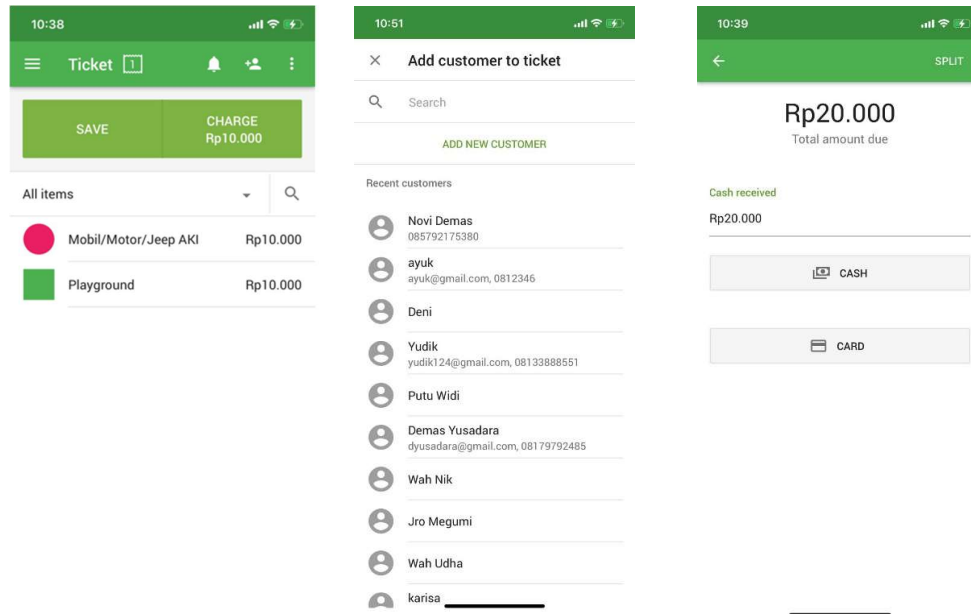 10:38
Ticket 1
SAVE
CHARGE
Rp10.000
All items
Mobil/Motor/Jeep AKI Rp10.000
Playground Rp10.000
10:51
Add customer to ticket
Search
ADD NEW CUSTOMER
Recent customers
Novi Demas
085792175380
ayuk
ayuk@gmail.com, 0812346
Deni
Yudik
yudik124@gmail.com, 08133888551
Putu Widi
Demas Yusadara
dyusadara@gmail.com, 08179792485
Wah Nik
Jro Megumi
Wah Udha
karisa
10:39
SPLIT
Rp20.000
Total amount due
Cash received
Rp20.000
CASH
CARD